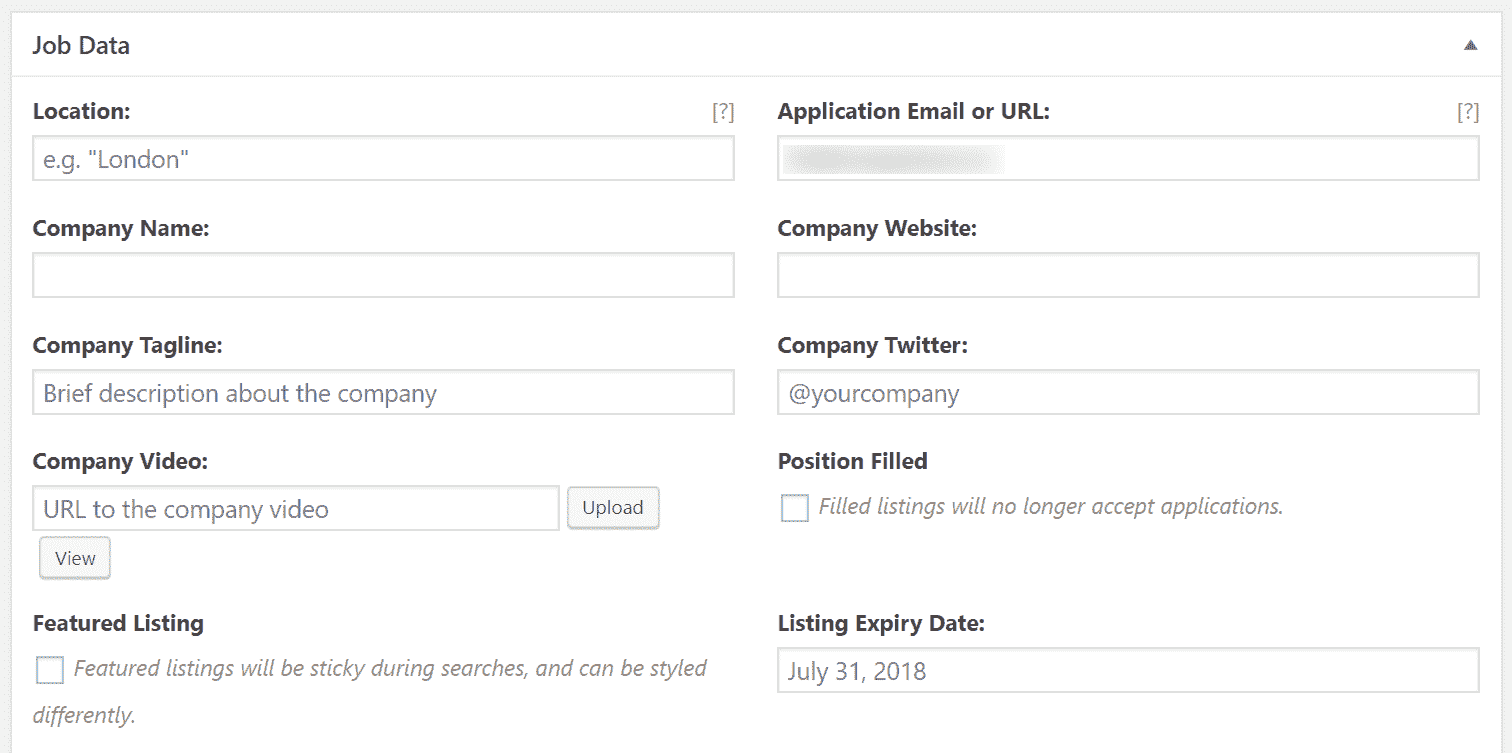 Job Data
Location: [?]
Application Email or URL: [?]
e.g. "London"
Company Name:
Company Website:
Company Tagline:
Company Twitter:
Brief description about the company
@yourcompany
Company Video:
Position Filled
URL to the company video
Upload
Filled listings will no longer accept applications.
View
Featured Listing
Listing Expiry Date:
Featured listings will be sticky during searches, and can be styled
differently.
July 31, 2018